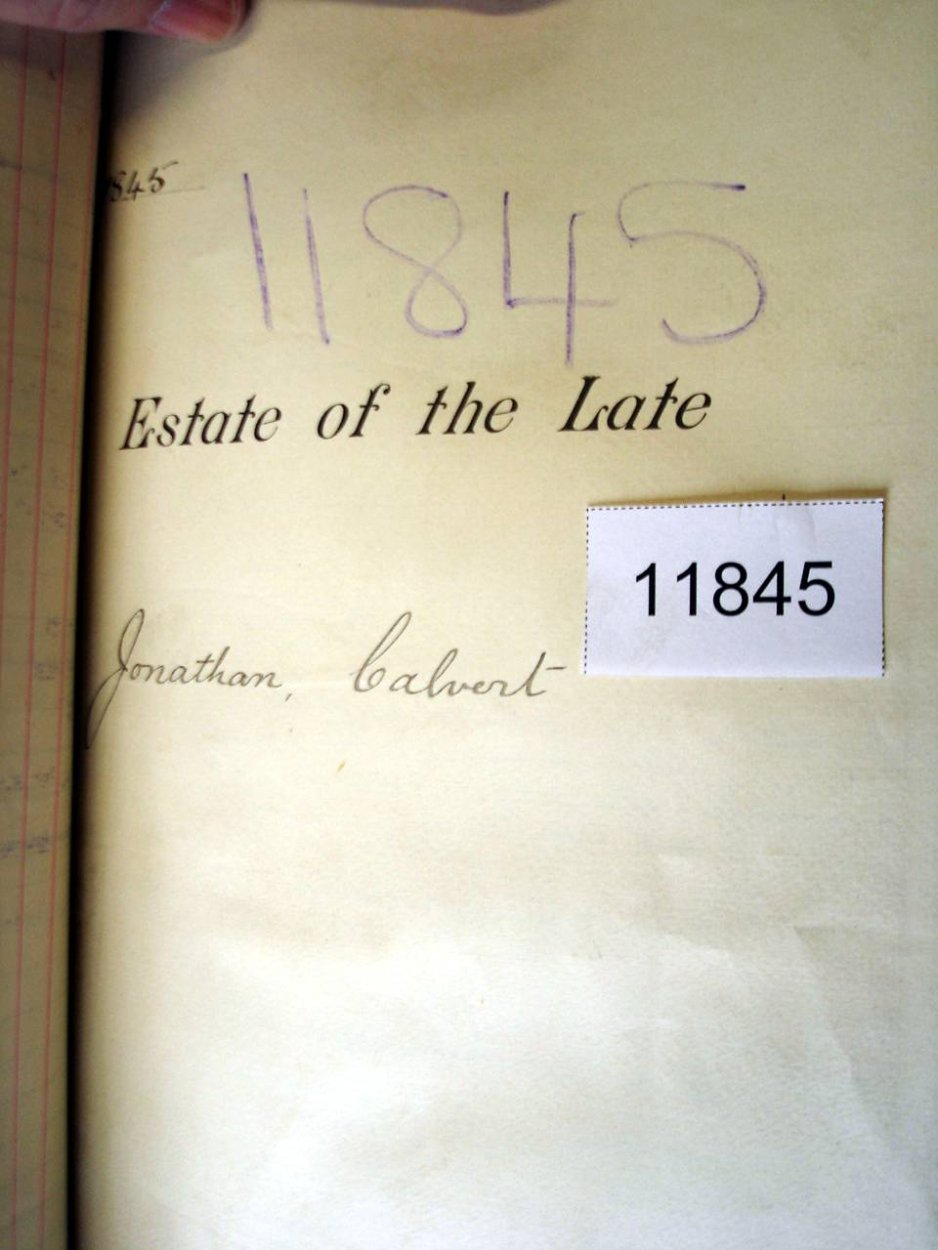 845
11845
Estate of the Late
11845
Jonathan, Calvert